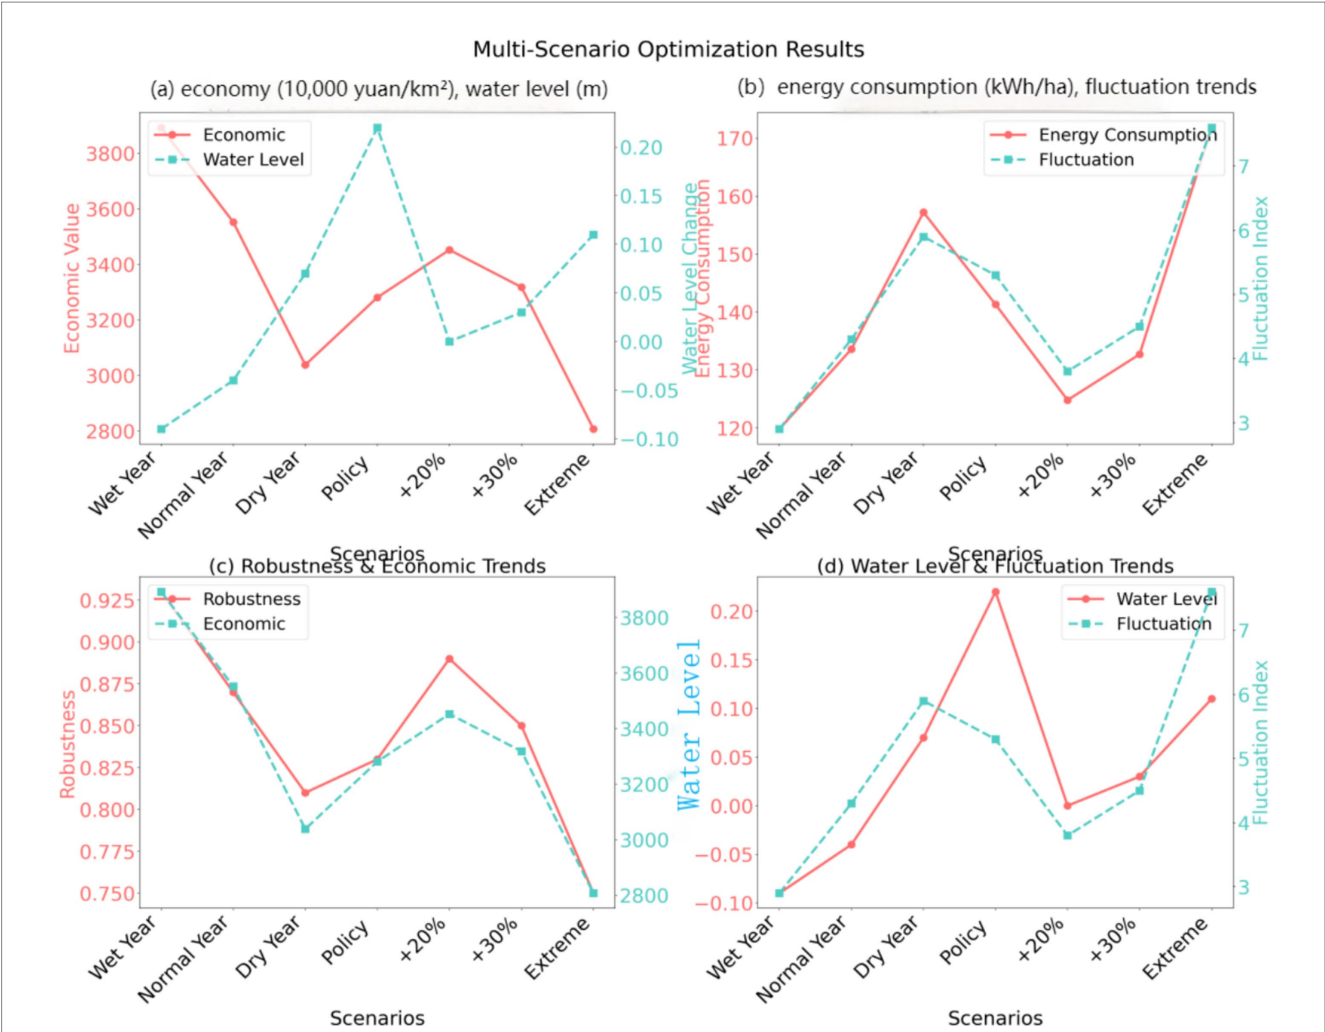 Multi-Scenario Optimization Results
(a) economy (10,000 yuan/km²), water level (m)
Economic
Water Level
3800
3600
3400
3200
3000
2800
Economic Value
0.20
0.15
0.10
0.05
0.00
−0.05
−0.10
Water Level Change
Wet Year
Normal Year
Dry Year
Policy
+20%
+30%
Extreme
Scenarios
(b) energy consumption (kWh/ha), fluctuation trends
Energy Consumption
Fluctuation
170
160
150
140
130
120
Energy Consumption
7
6
5
4
3
Fluctuation Index
Wet Year
Normal Year
Dry Year
Policy
+20%
+30%
Extreme
Scenarios
(c) Robustness & Economic Trends
Robustness
Economic
0.925
0.900
0.875
0.850
0.825
0.800
0.775
0.750
Robustness
3800
3600
3400
3200
3000
2800
Wet Year
Normal Year
Dry Year
Policy
+20%
+30%
Extreme
Scenarios
(d) Water Level & Fluctuation Trends
Water Level
Fluctuation
Water Level
0.20
0.15
0.10
0.05
0.00
−0.05
−0.10
7
6
5
4
3
Fluctuation Index
Wet Year
Normal Year
Dry Year
Policy
+20%
+30%
Extreme
Scenarios